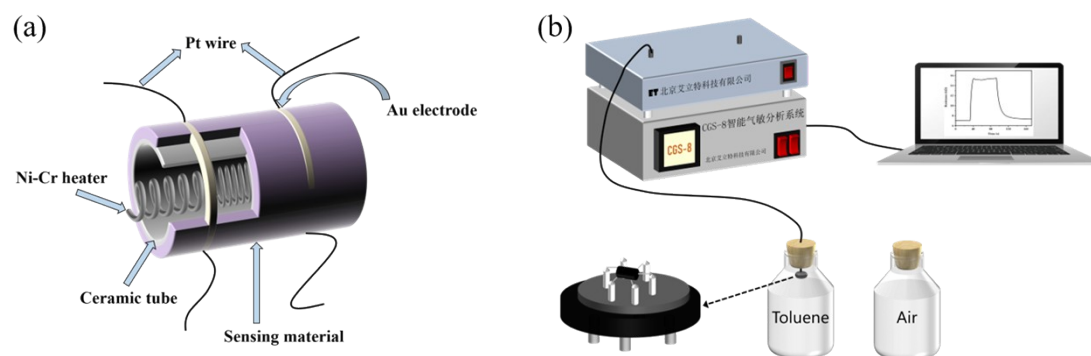 (a)
Pt wire
Au electrode
Ni-Cr heater
Ceramic tube
Sensing material
(b)
ET 北京艾立特科技有限公司
CGS-8智能气敏分析系统
CGS-8
北京艾立特科技有限公司
Toluene
Air